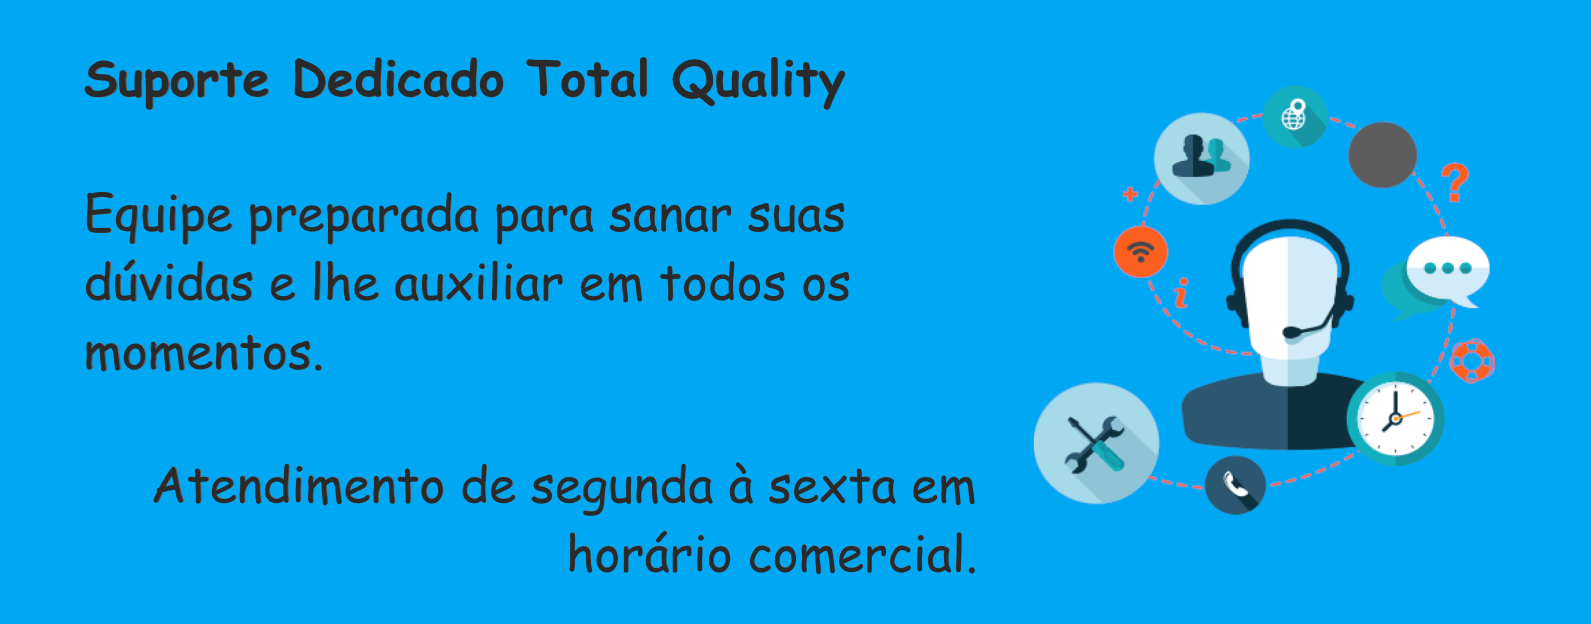 Suporte Dedicado Total Quality
Equipe preparada para sanar suas
dúvidas e lhe auxiliar em todos os
momentos.
Atendimento de segunda à sexta em
horário comercial.